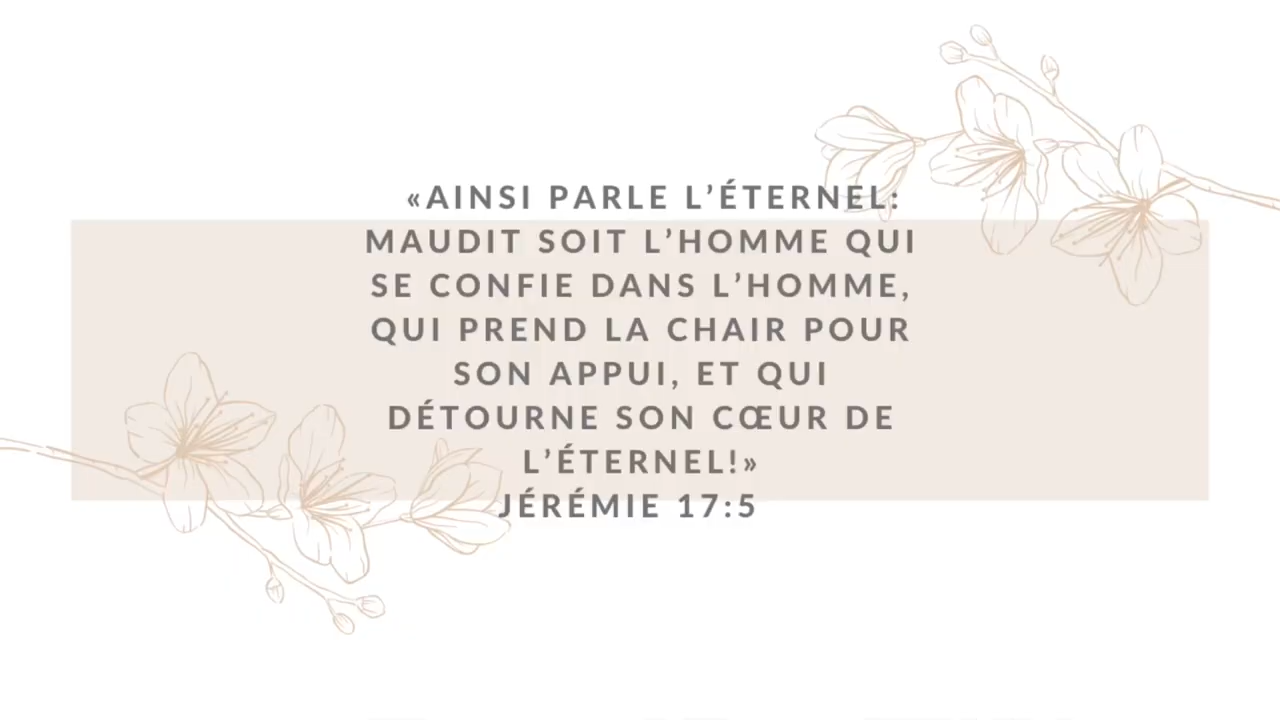 «AINSI PARLE L’ÉTERNEL:
MAUDIT SOIT L’HOMME QUI
SE CONFIE DANS L’HOMME,
QUI PREND LA CHAIR POUR
SON APPUI, ET QUI
DÉTOURNE SON CŒUR DE
L’ÉTERNEL!»
JÉRÉMIE 17:5